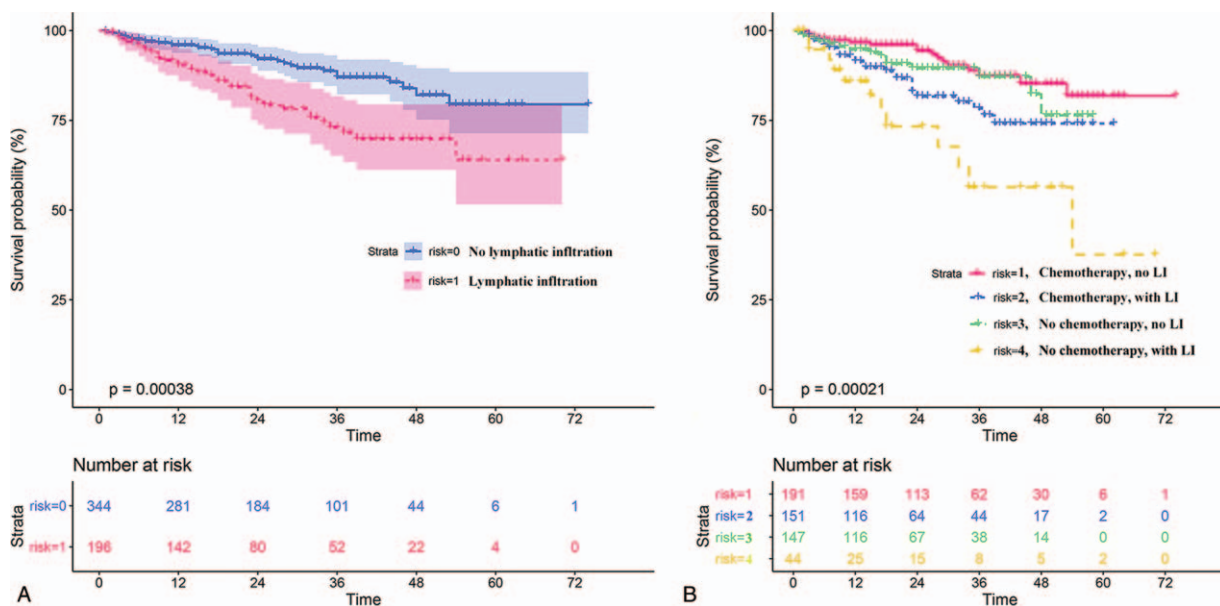 100
75
50
25
0
Survival probability (%)
Strata risk=0 No lymphatic infltration
risk=1 Lymphatic infltration
p = 0.00038
0 12 24 36 48 60 72
Time
Number at risk
Strata
risk=0 344 281 184 101 44 6 1
risk=1 196 142 80 52 22 4 0
0 12 24 36 48 60 72
Time
A
100
75
50
25
0
Survival probability (%)
Strata risk=1, Chemotherapy, no LI
risk=2, Chemotherapy, with LI
risk=3, No chemotherapy, no LI
risk=4, No chemotherapy, with LI
p = 0.00021
0 12 24 36 48 60 72
Time
Number at risk
Strata
risk=1 191 159 113 62 30 6 1
risk=2 151 116 64 44 17 2 0
risk=3 147 116 67 38 14 0 0
risk=4 44 25 15 8 5 2 0
0 12 24 36 48 60 72
Time
B